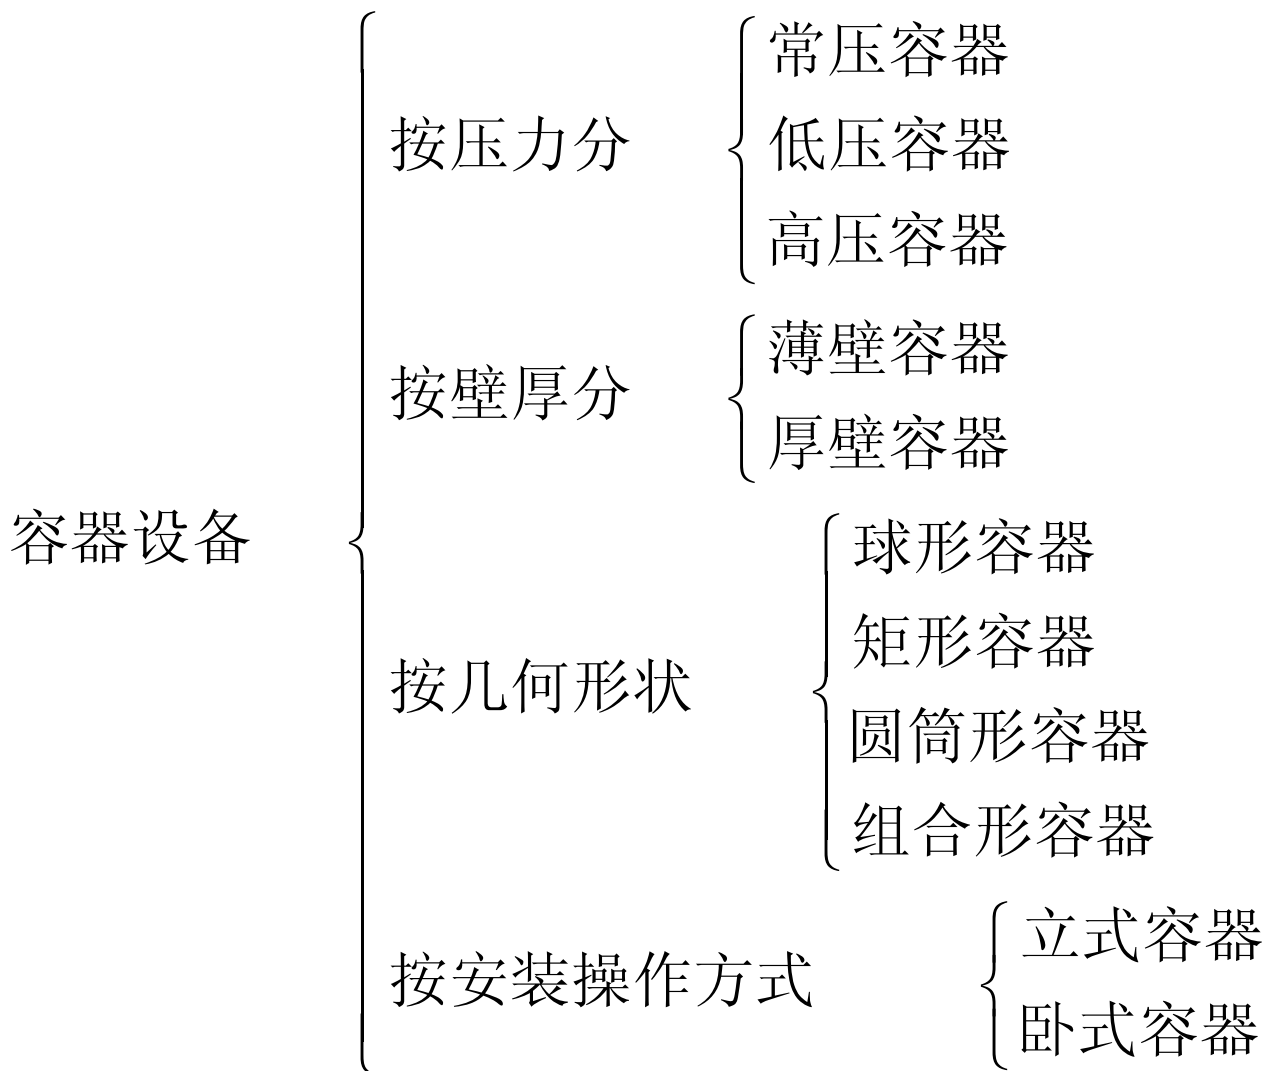 容器设备
按压力分
常压容器
低压容器
高压容器
按壁厚分
薄壁容器
厚壁容器
按几何形状
球形容器
矩形容器
圆筒形容器
组合形容器
按安装操作方式
立式容器
卧式容器